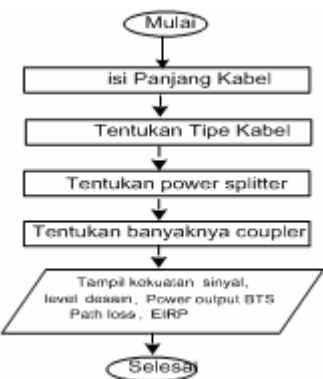 Mulai
isi Panjang Kabel
Tentukan Tipe Kabel
Tentukan power splitter
Tentukan banyaknya coupler
Tampil kekuatan sinyal,
level desain, Power output BTS
Path loss, EIRP
Selesai